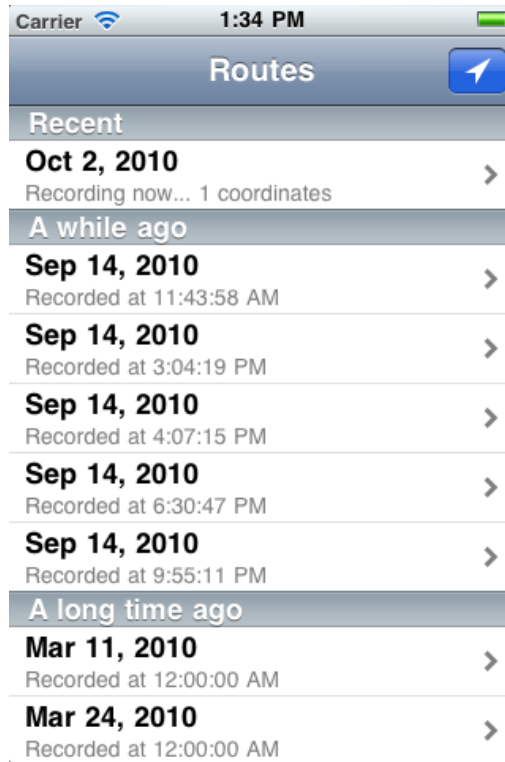 Carrier 1:34 PM
Routes
Recent
Oct 2, 2010
Recording now... 1 coordinates
A while ago
Sep 14, 2010
Recorded at 11:43:58 AM
Sep 14, 2010
Recorded at 3:04:19 PM
Sep 14, 2010
Recorded at 4:07:15 PM
Sep 14, 2010
Recorded at 6:30:47 PM
Sep 14, 2010
Recorded at 9:55:11 PM
A long time ago
Mar 11, 2010
Recorded at 12:00:00 AM
Mar 24, 2010
Recorded at 12:00:00 AM